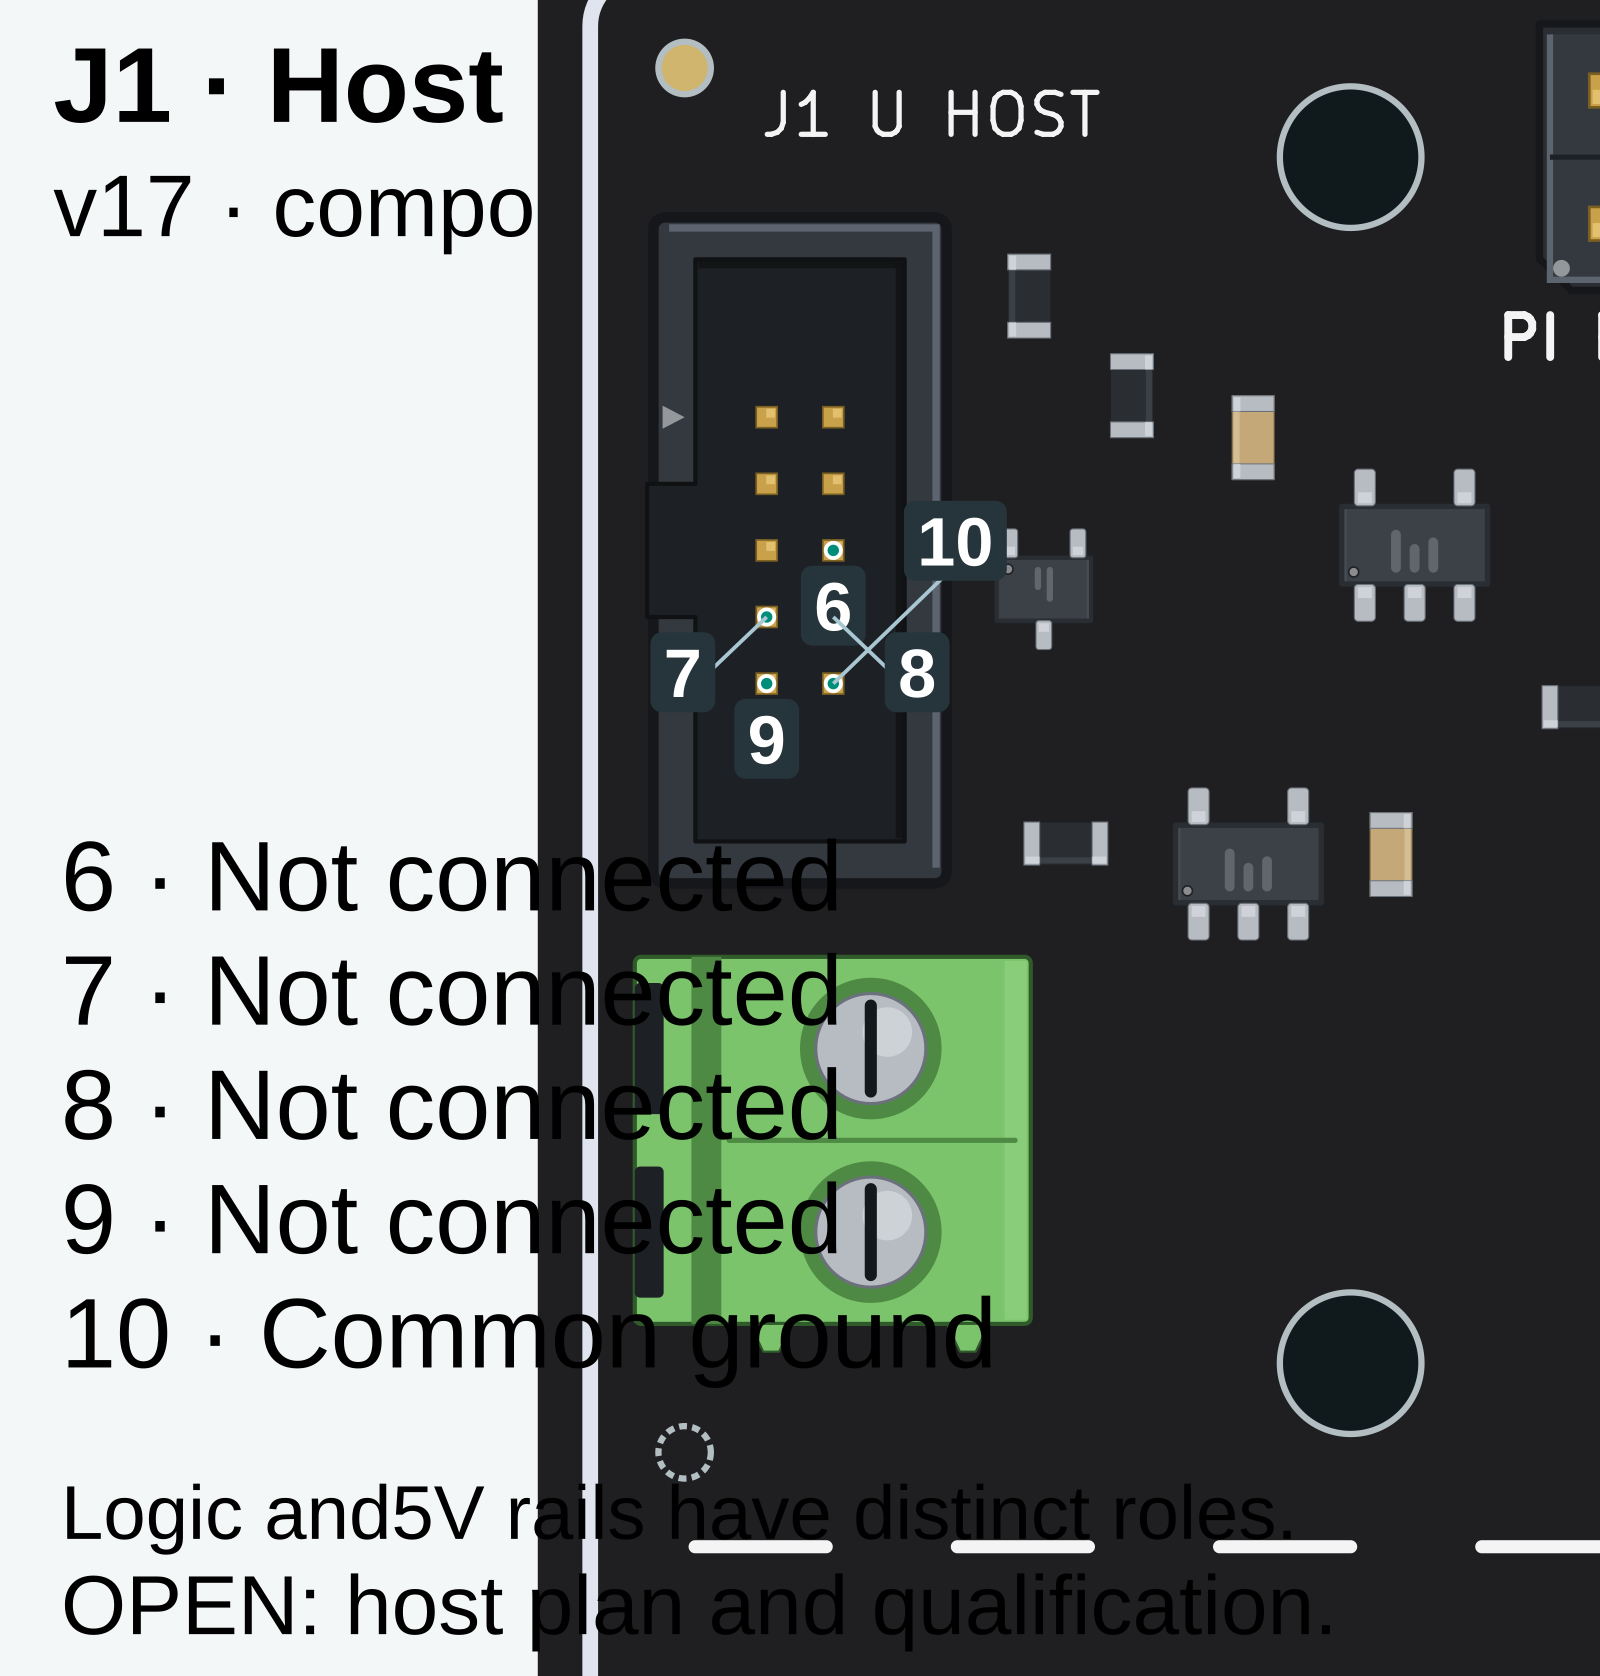 J1 · Host
v17 · compo
J1 U HOST
PI
10
6
7
8
9
6 · Not connected
7 · Not connected
8 · Not connected
9 · Not connected
10 · Common ground
Logic and5V rails have distinct roles.
OPEN: host plan and qualification.